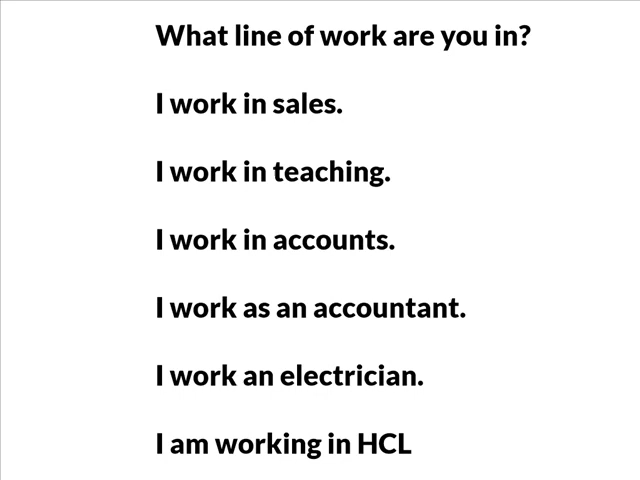 What line of work are you in?
I work in sales.
I work in teaching.
I work in accounts.
I work as an accountant.
I work an electrician.
I am working in HCL